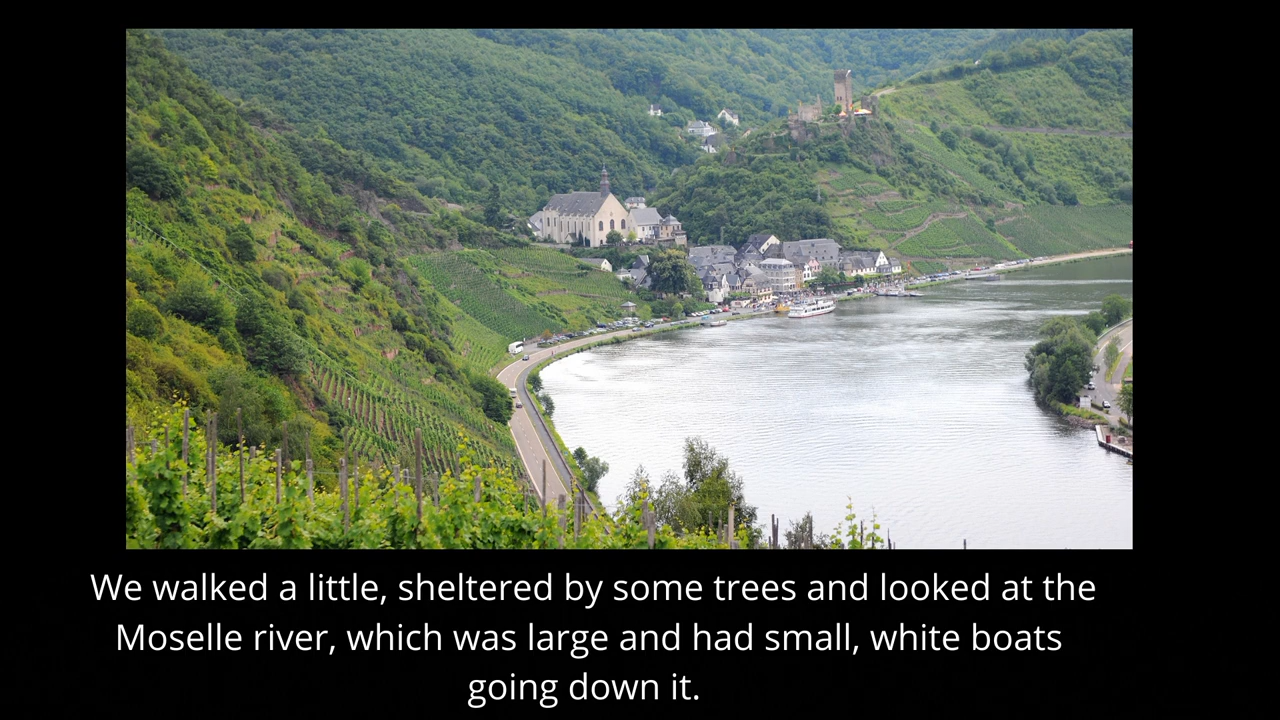 We walked a little, sheltered by some trees and looked at the
Moselle river, which was large and had small, white boats
going down it.